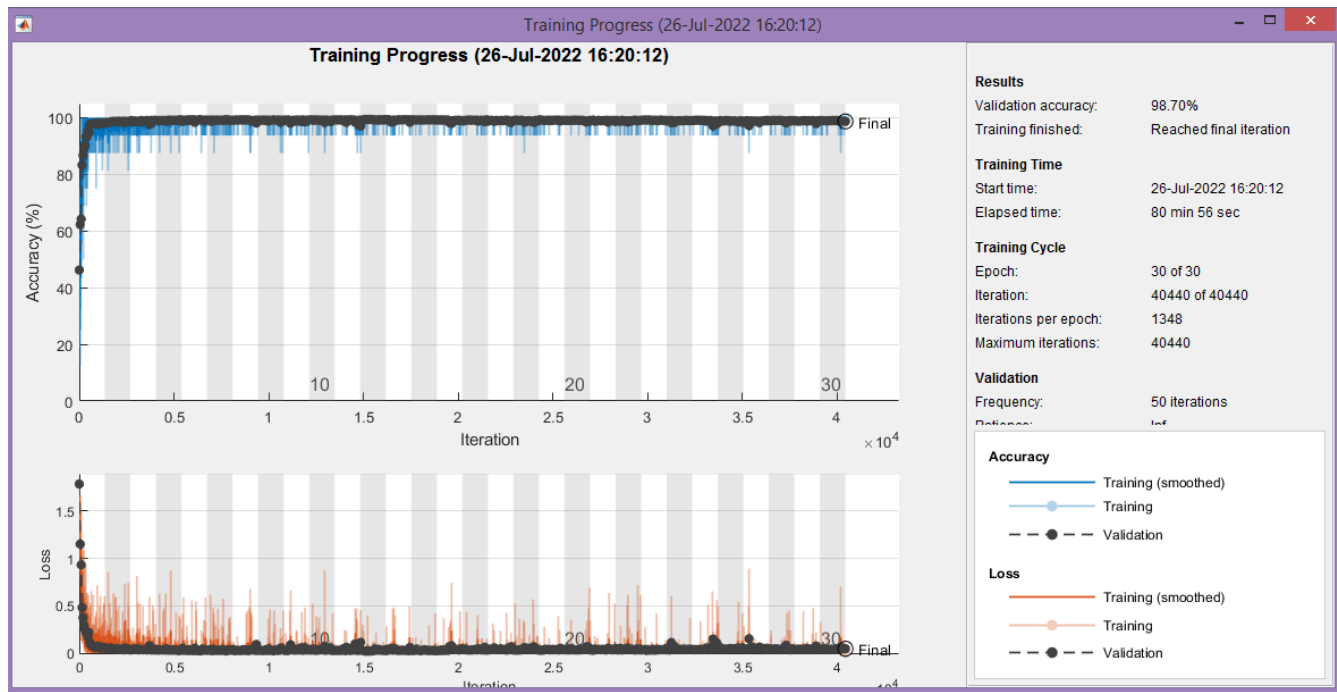 Training Progress (26-Jul-2022 16:20:12)
Training Progress (26-Jul-2022 16:20:12)
100
80
60
40
20
0
Accuracy (%)
Final
10
20
30
0
0.5
1
1.5
2
2.5
3
3.5
4
Iteration
×10⁴
1.5
1
0.5
0
Loss
10
20
30
Final
0
0.5
1
1.5
2
2.5
3
3.5
4
Iteration
Results
Validation accuracy: 98.70%
Training finished: Reached final iteration
Training Time
Start time: 26-Jul-2022 16:20:12
Elapsed time: 80 min 56 sec
Training Cycle
Epoch: 30 of 30
Iteration: 40440 of 40440
Iterations per epoch: 1348
Maximum iterations: 40440
Validation
Frequency: 50 iterations
Patience: Inf
Accuracy
Training (smoothed)
Training
Validation
Loss
Training (smoothed)
Training
Validation